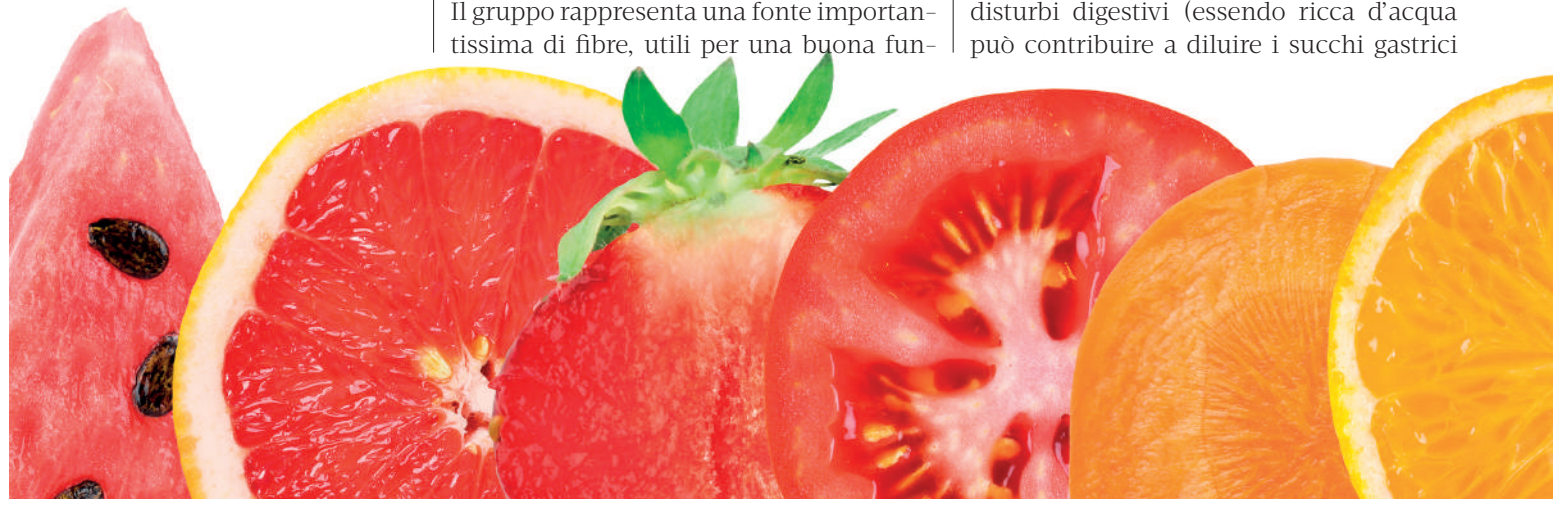 Il gruppo rappresenta una fonte importan-
tissima di fibre, utili per una buona fun-
disturbi digestivi (essendo ricca d'acqua
può contribuire a diluire i succhi gastrici